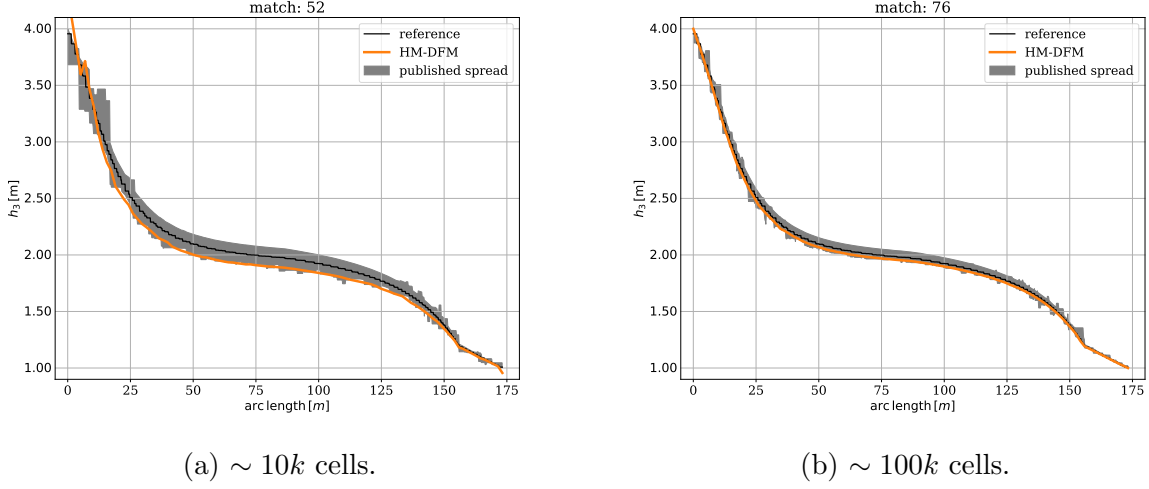 match: 52
4.00
3.50
3.00
2.50
2.00
1.50
1.00
h3 [m]
reference
HM-DFM
published spread
0 25 50 75 100 125 150 175
arc length [m]
(a) ∼ 10k cells.
match: 76
4.00
3.50
3.00
2.50
2.00
1.50
1.00
h3 [m]
reference
HM-DFM
published spread
0 25 50 75 100 125 150 175
arc length [m]
(b) ∼ 100k cells.